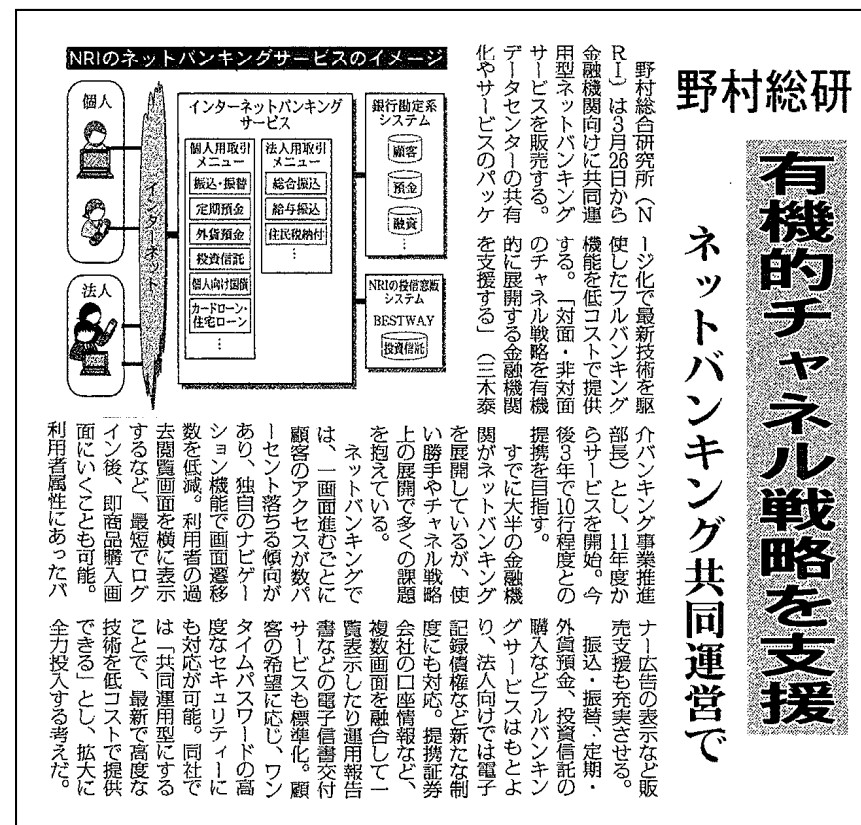 野村総研
有機的チャネル戦略を支援
ネットバンキング共同運営で
野村総合研究所（N
RI）は3月26日から
金融機関向けに共同運
用型ネットバンキング
サービスを販売する。
データセンターの共有
化やサービスのパッケ
ージ化で最新技術を駆
使したフルバンキング
機能を低コストで提供
する。「対面・非対面
のチャネル戦略を有機
的に展開する金融機関
を支援する」（三木泰
介バンキング事業推進
部長）とし、11年度か
らサービスを開始。今
後3年で10行程度との
提携を目指す。
すでに大半の金融機
関がネットバンキング
を展開しているが、使
い勝手やチャネル戦略
上の展開で多くの課題
を抱えている。
ネットバンキングで
は、一画面進むごとに
顧客のアクセスが数パ
ーセント落ちる傾向が
あり、独自のナビゲー
ション機能で画面遷移
数を低減。利用者の過
去閲覧画面を横に表示
するなど、最短でログ
イン後、即商品購入画
面にいくことも可能。
利用者属性にあったバ
ナー広告の表示など販
売支援も充実させる。
振込・振替、定期・
外貨預金、投資信託の
購入などフルバンキン
グサービスはもとよ
り、法人向けでは電子
記録債権など新たな制
度にも対応。提携証券
会社の口座情報など、
複数画面を融合して一
覧表示したり運用報告
書などの電子信書交付
サービスも標準化。顧
客の希望に応じ、ワン
タイムパスワードの高
度なセキュリティーに
も対応が可能。同社で
は「共同運用型にする
ことで、最新で高度な
技術を低コストで提供
できる」とし、拡大に
全力投入する考えだ。
NRIのネットバンキングサービスのイメージ
個人
法人
インターネット
インターネットバンキング
サービス
個人用取引
メニュー
振込・振替
定期預金
外貨預金
投資信託
個人向け国債
カードローン・
住宅ローン
⋮
法人用取引
メニュー
総合振込
給与振込
住民税納付
⋮
銀行勘定系
システム
顧客
預金
融資
⋮
NRIの投信窓販
システム
BESTWAY
投資信託